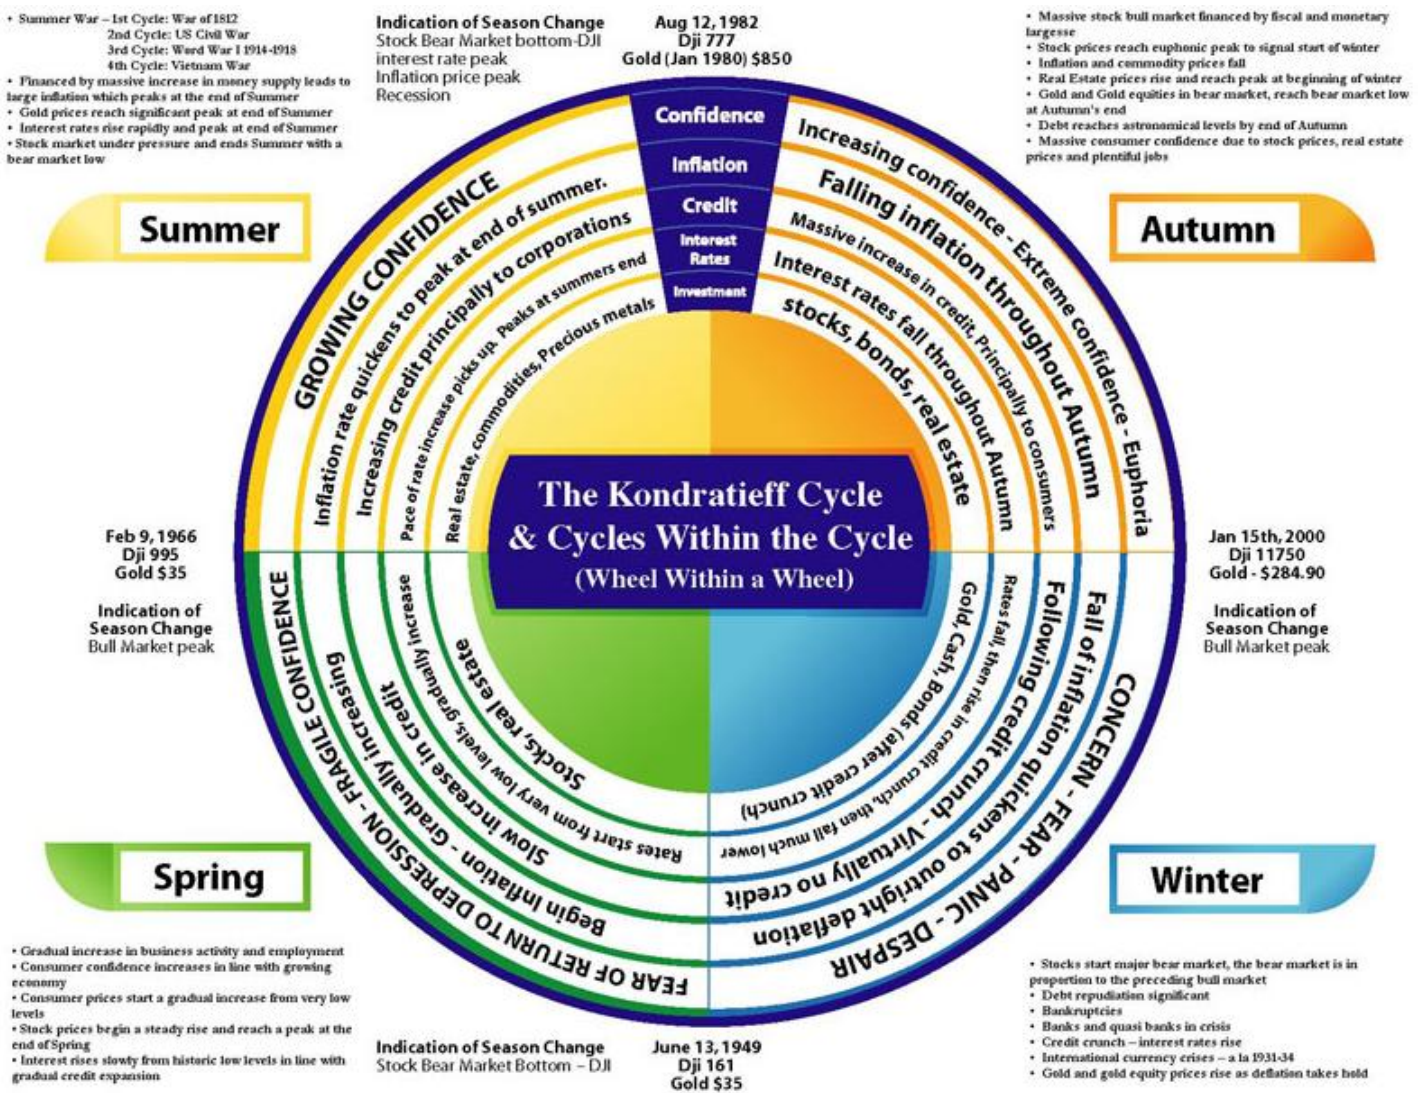 • Summer War – 1st Cycle: War of 1812
2nd Cycle: US Civil War
3rd Cycle: Word War I 1914-1918
4th Cycle: Vietnam War
• Financed by massive increase in money supply leads to
large inflation which peaks at the end of Summer
• Gold prices reach significant peak at end of Summer
• Interest rates rise rapidly and peak at end of Summer
• Stock market under pressure and ends Summer with a
bear market low
Indication of Season Change
Stock Bear Market bottom-DJI
interest rate peak
Inflation price peak
Recession
Aug 12, 1982
Dji 777
Gold (Jan 1980) $850
• Massive stock bull market financed by fiscal and monetary
largesse
• Stock prices reach euphonic peak to signal start of winter
• Inflation and commodity prices fall
• Real Estate prices rise and reach peak at beginning of winter
• Gold and Gold equities in bear market, reach bear market low
at Autumn's end
• Debt reaches astronomical levels by end of Autumn
• Massive consumer confidence due to stock prices, real estate
prices and plentiful jobs
Summer
Autumn
Confidence
Inflation
Credit
Interest
Rates
Investment
GROWING CONFIDENCE
Inflation rate quickens to peak at end of summer.
Increasing credit principally to corporations
Pace of rate increase picks up. Peaks at summers end
Real estate, commodities, Precious metals
Increasing confidence - Extreme confidence - Euphoria
Falling inflation throughout Autumn
Massive increase in credit, Principally to consumers
Interest rates fall throughout Autumn
stocks, bonds, real estate
The Kondratieff Cycle
& Cycles Within the Cycle
(Wheel Within a Wheel)
Feb 9, 1966
Dji 995
Gold $35
Indication of
Season Change
Bull Market peak
Jan 15th, 2000
Dji 11750
Gold - $284.90
Indication of
Season Change
Bull Market peak
FEAR OF RETURN TO DEPRESSION - FRAGILE CONFIDENCE
Begin Inflation - Gradually increasing
Slow increase in credit
Rates start from very low levels, gradually increase
Stocks, real estate
CONCERN - FEAR - PANIC - DESPAIR
Fall of inflation quickens to outright deflation
Following credit crunch - Virtually no credit
Rates fall, then rise in credit crunch, then fall much lower
Gold, Cash, Bonds (after credit crunch)
Spring
Winter
• Gradual increase in business activity and employment
• Consumer confidence increases in line with growing
economy
• Consumer prices start a gradual increase from very low
levels
• Stock prices begin a steady rise and reach a peak at the
end of Spring
• Interest rises slowly from historic low levels in line with
gradual credit expansion
Indication of Season Change
Stock Bear Market Bottom – DJI
June 13, 1949
Dji 161
Gold $35
• Stocks start major bear market, the bear market is in
proportion to the preceding bull market
• Debt repudiation significant
• Bankruptcies
• Banks and quasi banks in crisis
• Credit crunch – interest rates rise
• International currency crises – a la 1931-34
• Gold and gold equity prices rise as deflation takes hold